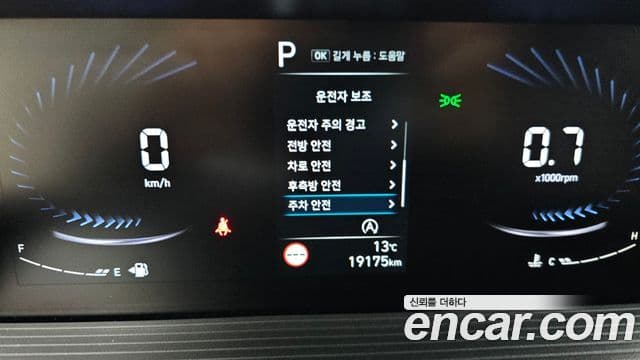 P
OK 길게 누름 : 도움말
운전자 보조
운전자 주의 경고
전방 안전
차로 안전
후측방 안전
주차 안전
0
km/h
0.7
x1000rpm
A
13℃
---
19175km
F
E
H
C
신뢰를 더하다
encar.com